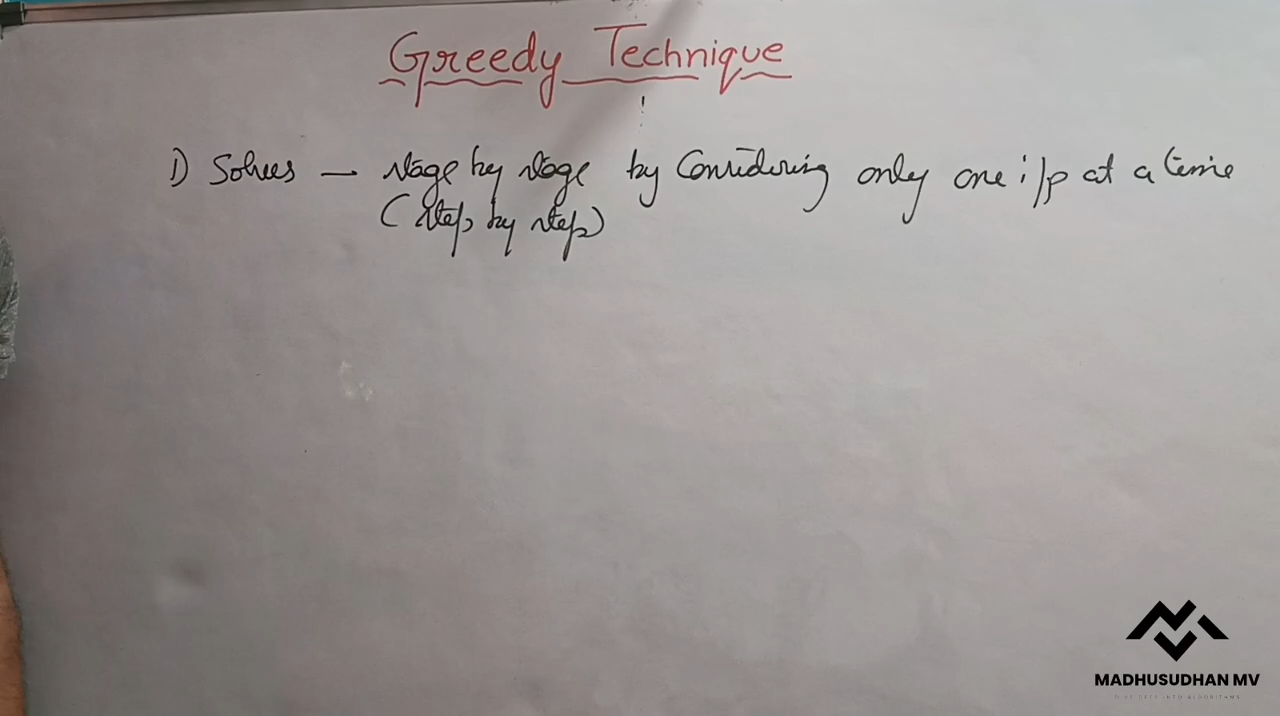 Greedy Technique
1) Solves — stage by stage by Considering only one i/p at a time
(step by step)
MADHUSUDHAN MV